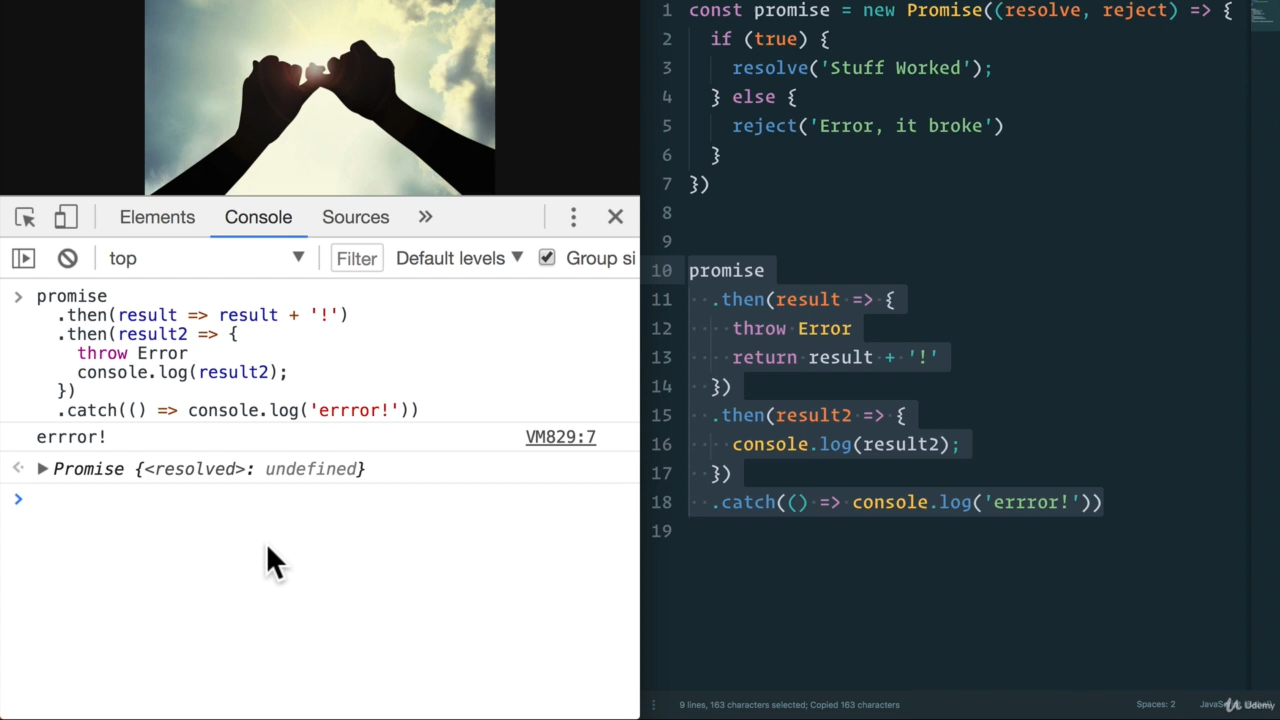 Elements Console Sources »
top Filter Default levels Group si
> promise
.then(result => result + '!')
.then(result2 => {
throw Error
console.log(result2);
})
.catch(() => console.log('errror!'))
errror! VM829:7
Promise {<resolved>: undefined}
>
1 const promise = new Promise((resolve, reject) => {
2 if (true) {
3 resolve('Stuff Worked');
4 } else {
5 reject('Error, it broke')
6 }
7 })
8
9
10 promise
11 .then(result => {
12 throw Error
13 return result + '!'
14 })
15 .then(result2 => {
16 console.log(result2);
17 })
18 .catch(() => console.log('errror!'))
19
9 lines, 163 characters selected; Copied 163 characters Spaces: 2 JavaS
Udemy